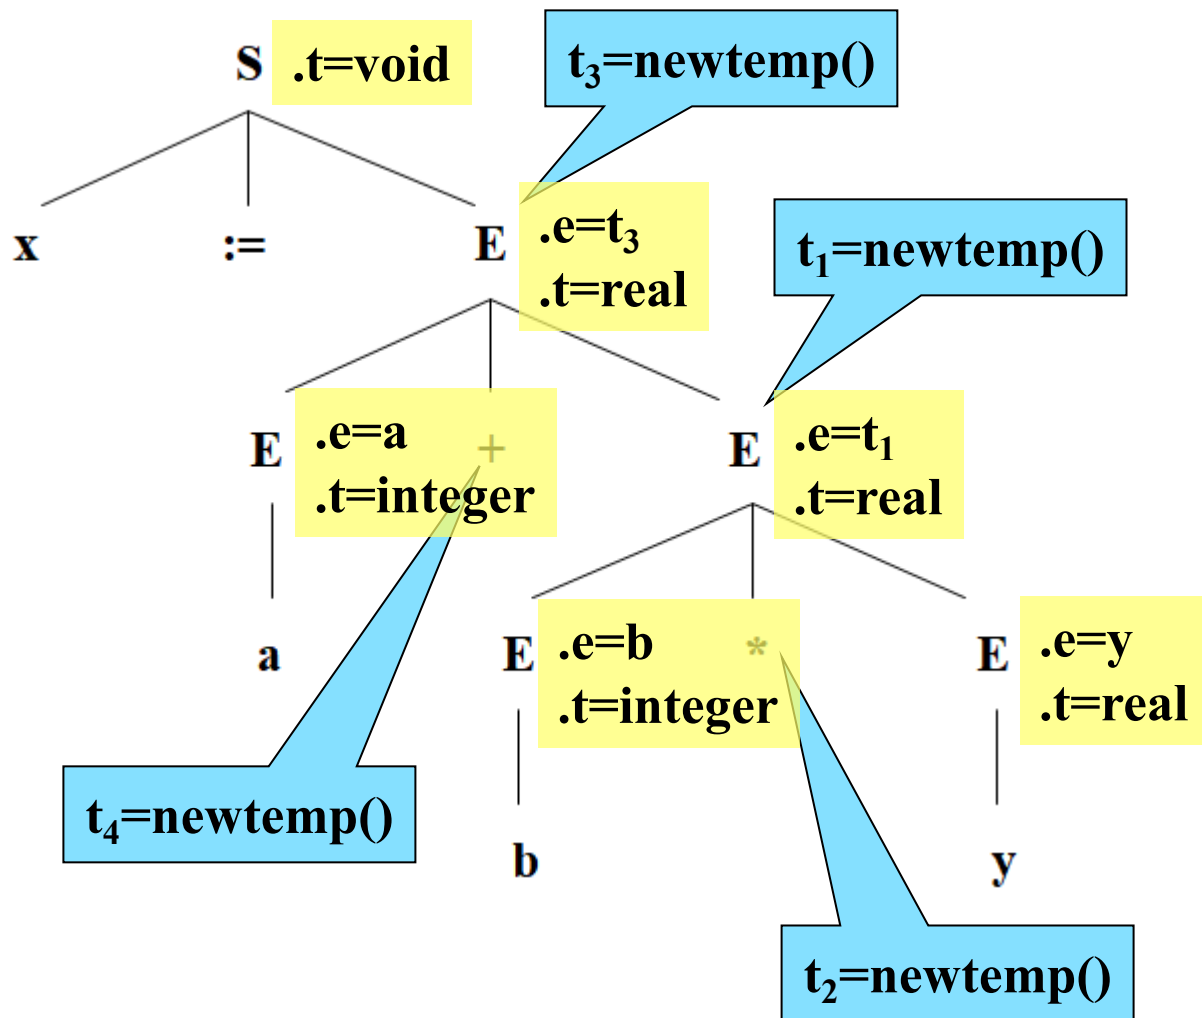 S .t=void
t₃=newtemp()
x := E
.e=t₃
.t=real
t₁=newtemp()
E
.e=a
.t=integer
+
E
.e=t₁
.t=real
a
E
.e=b
.t=integer
*
E
.e=y
.t=real
t₄=newtemp()
b
y
t₂=newtemp()